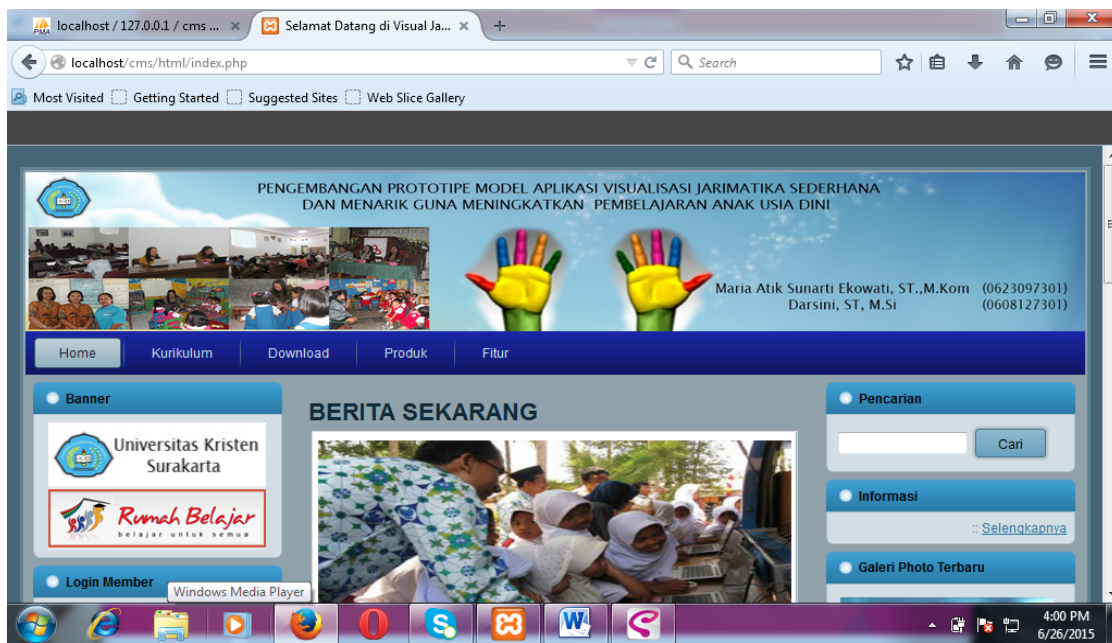 localhost / 127.0.0.1 / cms ...
Selamat Datang di Visual Ja...
localhost/cms/html/index.php
Search
Most Visited
Getting Started
Suggested Sites
Web Slice Gallery
PENGEMBANGAN PROTOTIPE MODEL APLIKASI VISUALISASI JARIMATIKA SEDERHANA
DAN MENARIK GUNA MENINGKATKAN PEMBELAJARAN ANAK USIA DINI
Maria Atik Sunarti Ekowati, ST.,M.Kom (0623097301)
Darsini, ST, M.Si (0608127301)
Home
Kurikulum
Download
Produk
Fitur
Banner
Universitas Kristen
Surakarta
Rumah Belajar
belajar untuk semua
Login Member
Windows Media Player
BERITA SEKARANG
Pencarian
Cari
Informasi
:: Selengkapnya
Galeri Photo Terbaru
4:00 PM
6/26/2015